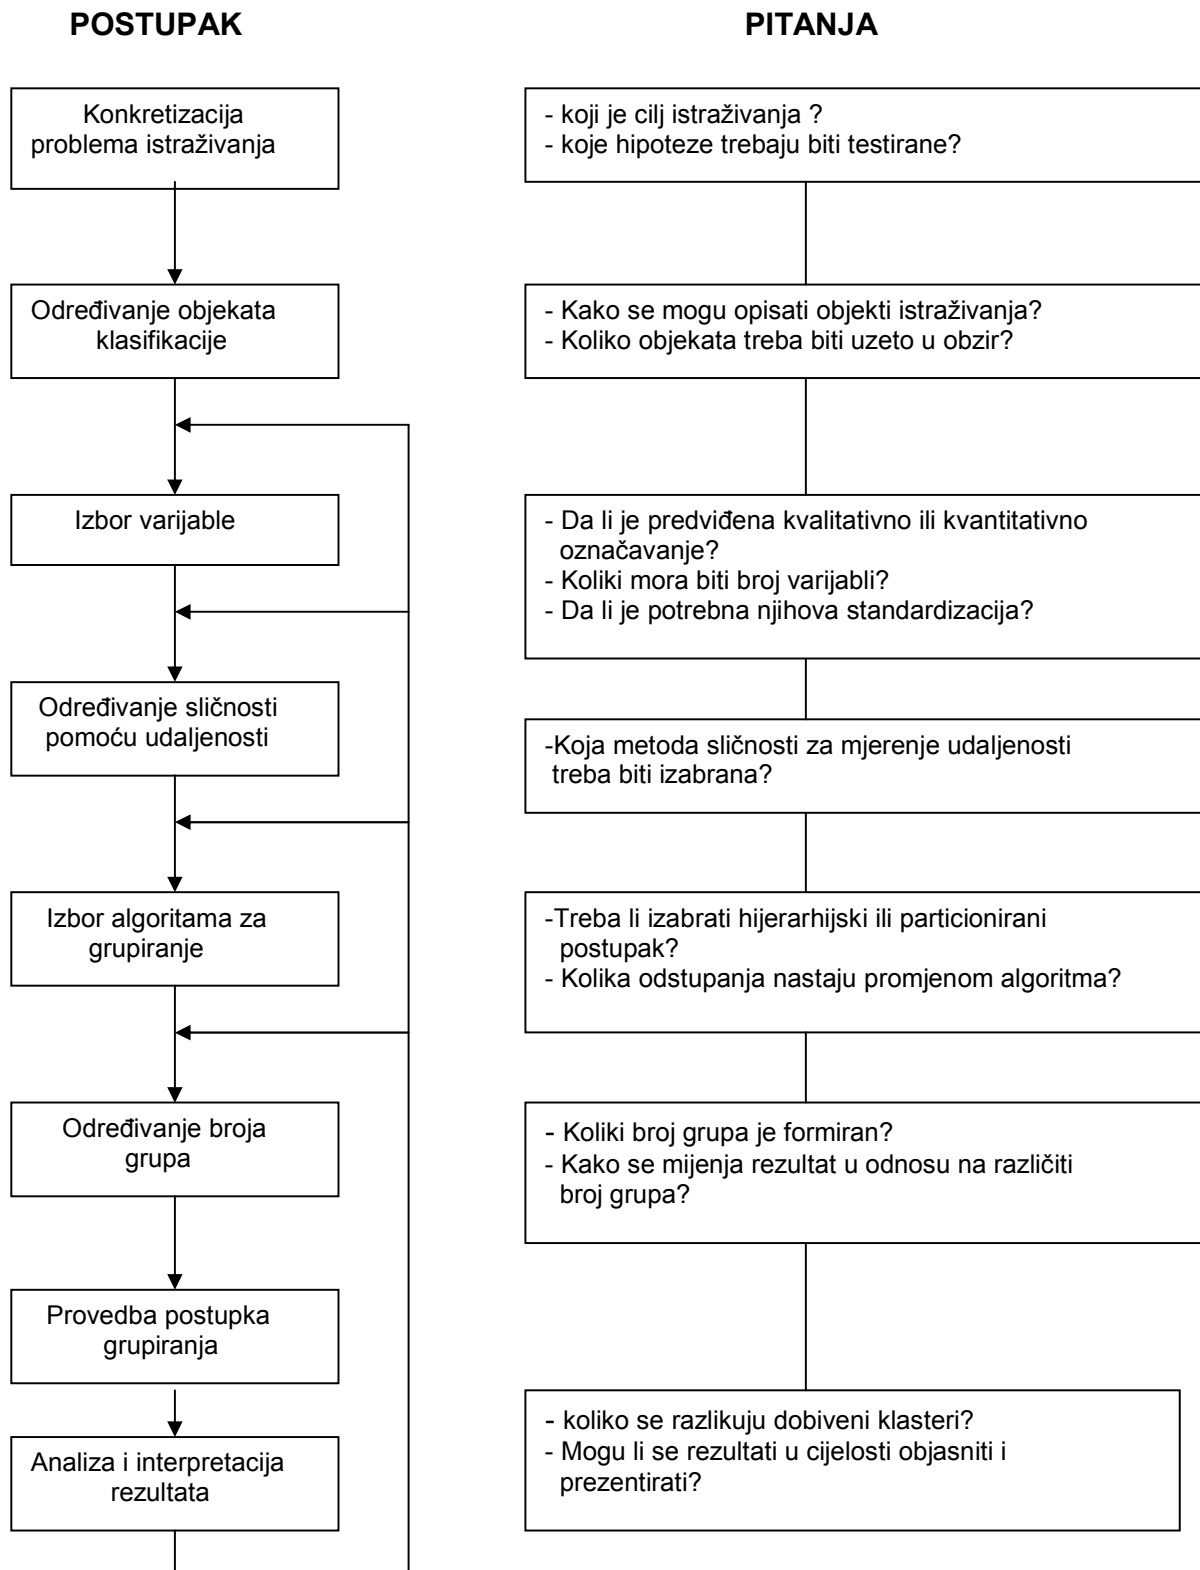 POSTUPAK
PITANJA
Konkretizacija
problema istraživanja
- koji je cilj istraživanja ?
- koje hipoteze trebaju biti testirane?
Određivanje objekata
klasifikacije
- Kako se mogu opisati objekti istraživanja?
- Koliko objekata treba biti uzeto u obzir?
Izbor varijable
- Da li je predviđena kvalitativno ili kvantitativno
označavanje?
- Koliki mora biti broj varijabli?
- Da li je potrebna njihova standardizacija?
Određivanje sličnosti
pomoću udaljenosti
-Koja metoda sličnosti za mjerenje udaljenosti
treba biti izabrana?
Izbor algoritama za
grupiranje
-Treba li izabrati hijerarhijski ili particionirani
postupak?
- Kolika odstupanja nastaju promjenom algoritma?
Određivanje broja
grupa
- Koliki broj grupa je formiran?
- Kako se mijenja rezultat u odnosu na različiti
broj grupa?
Provedba postupka
grupiranja
Analiza i interpretacija
rezultata
- koliko se razlikuju dobiveni klasteri?
- Mogu li se rezultati u cijelosti objasniti i
prezentirati?